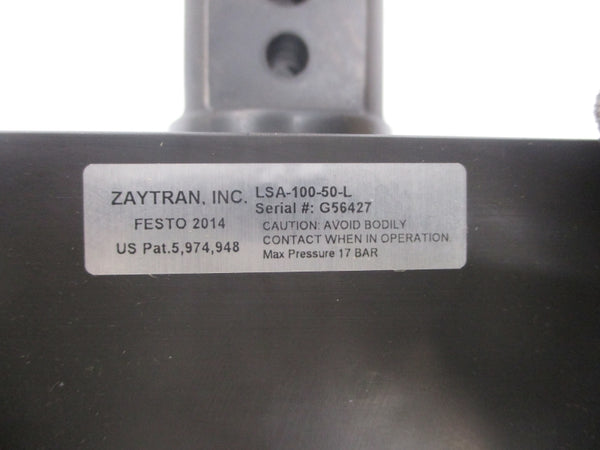 ZAYTRAN, INC.
FESTO 2014
US Pat.5,974,948
LSA-100-50-L
Serial #: G56427
CAUTION: AVOID BODILY
CONTACT WHEN IN OPERATION
Max Pressure 17 BAR